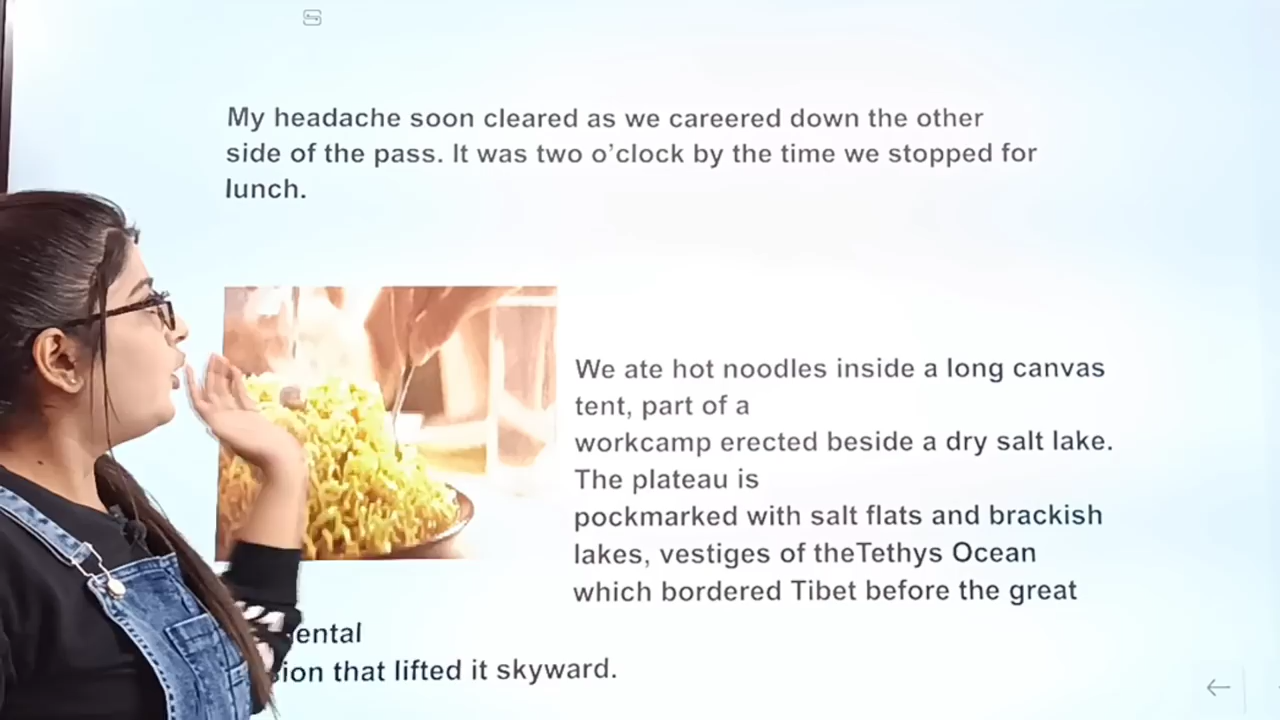 My headache soon cleared as we careered down the other
side of the pass. It was two o’clock by the time we stopped for
lunch.
We ate hot noodles inside a long canvas
tent, part of a
workcamp erected beside a dry salt lake.
The plateau is
pockmarked with salt flats and brackish
lakes, vestiges of theTethys Ocean
which bordered Tibet before the great
ental
ion that lifted it skyward.